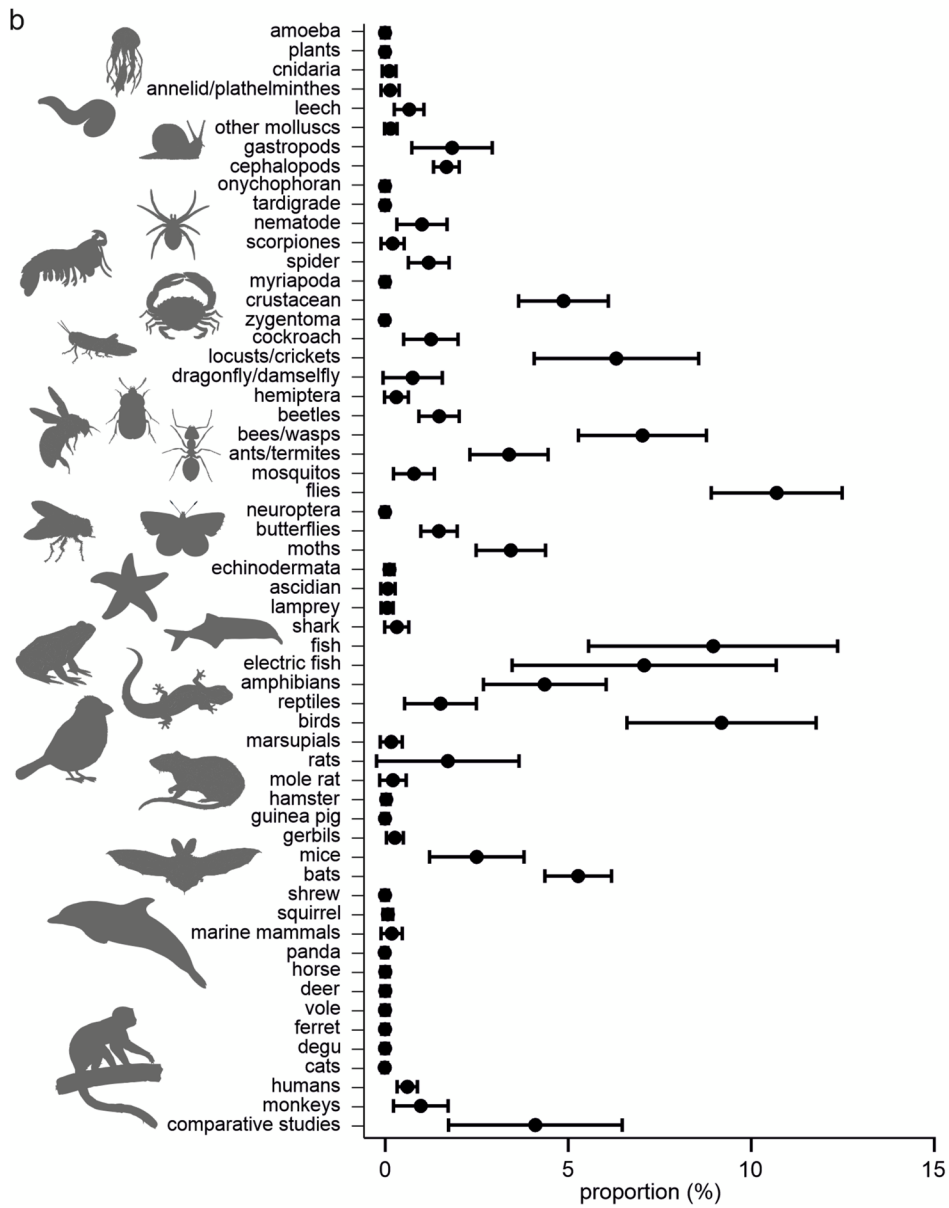 b
amoeba
plants
cnidaria
annelid/plathelminthes
leech
other molluscs
gastropods
cephalopods
onychophoran
tardigrade
nematode
scorpiones
spider
myriapoda
crustacean
zygentoma
cockroach
locusts/crickets
dragonfly/damselfly
hemiptera
beetles
bees/wasps
ants/termites
mosquitos
flies
neuroptera
butterflies
moths
echinodermata
ascidian
lamprey
shark
fish
electric fish
amphibians
reptiles
birds
marsupials
rats
mole rat
hamster
guinea pig
gerbils
mice
bats
shrew
squirrel
marine mammals
panda
horse
deer
vole
ferret
degu
cats
humans
monkeys
comparative studies
0 5 10 15
proportion (%)